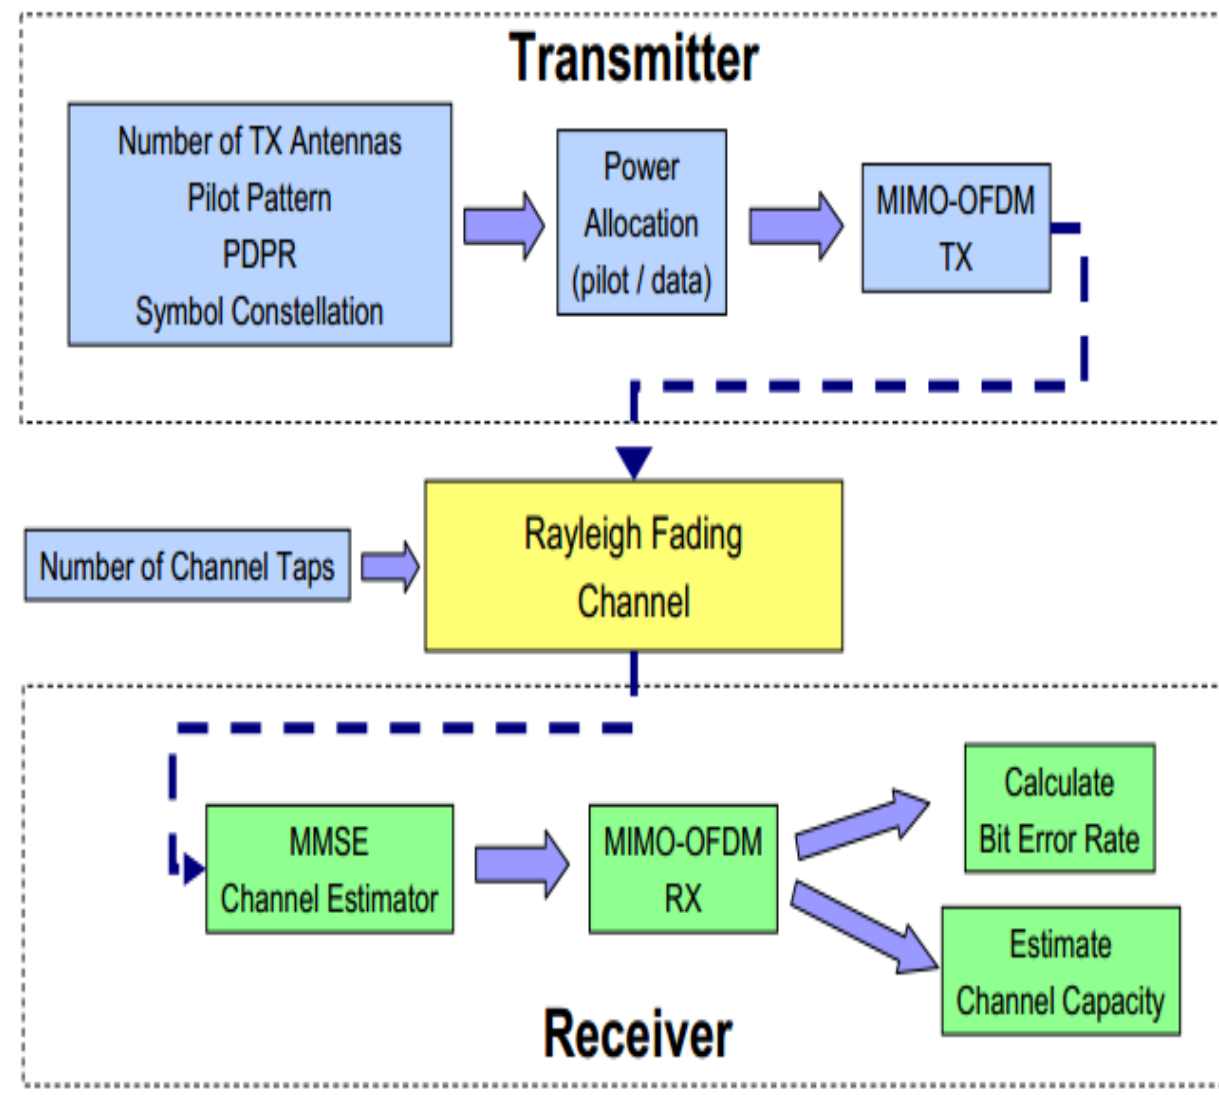 Transmitter
Number of TX Antennas
Pilot Pattern
PDPR
Symbol Constellation
Power
Allocation
(pilot / data)
MIMO-OFDM
TX
Number of Channel Taps
Rayleigh Fading
Channel
MMSE
Channel Estimator
MIMO-OFDM
RX
Calculate
Bit Error Rate
Estimate
Channel Capacity
Receiver